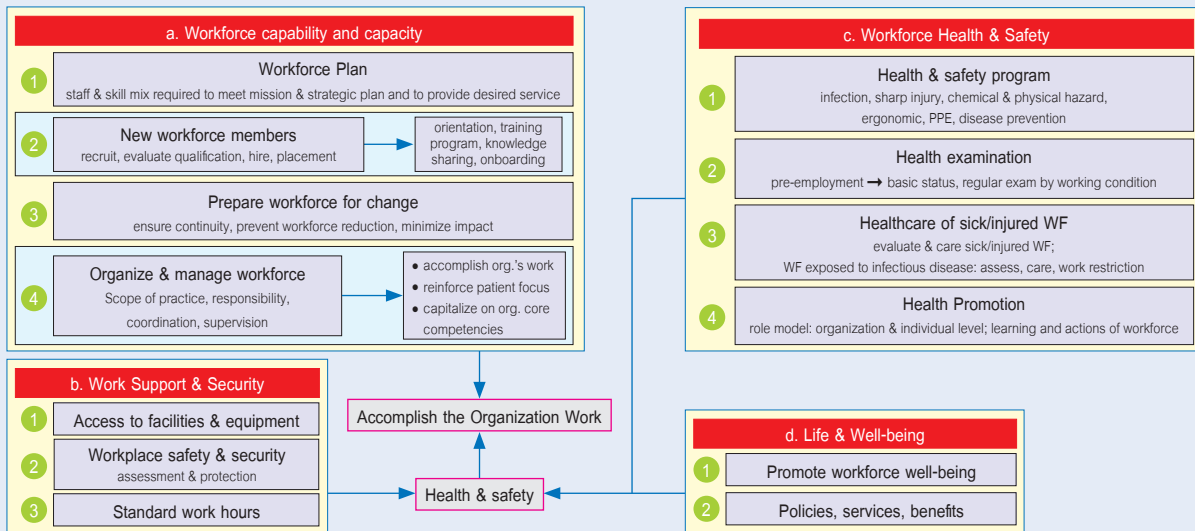 a. Workforce capability and capacity
1
Workforce Plan
staff & skill mix required to meet mission & strategic plan and to provide desired service
2
New workforce members
recruit, evaluate qualification, hire, placement
orientation, training
program, knowledge
sharing, onboarding
3
Prepare workforce for change
ensure continuity, prevent workforce reduction, minimize impact
4
Organize & manage workforce
Scope of practice, responsibility,
coordination, supervision
• accomplish org.'s work
• reinforce patient focus
• capitalize on org. core
competencies
b. Work Support & Security
1
Access to facilities & equipment
2
Workplace safety & security
assessment & protection
3
Standard work hours
Accomplish the Organization Work
Health & safety
c. Workforce Health & Safety
1
Health & safety program
infection, sharp injury, chemical & physical hazard,
ergonomic, PPE, disease prevention
2
Health examination
pre-employment → basic status, regular exam by working condition
3
Healthcare of sick/injured WF
evaluate & care sick/injured WF;
WF exposed to infectious disease: assess, care, work restriction
4
Health Promotion
role model: organization & individual level; learning and actions of workforce
d. Life & Well-being
1
Promote workforce well-being
2
Policies, services, benefits